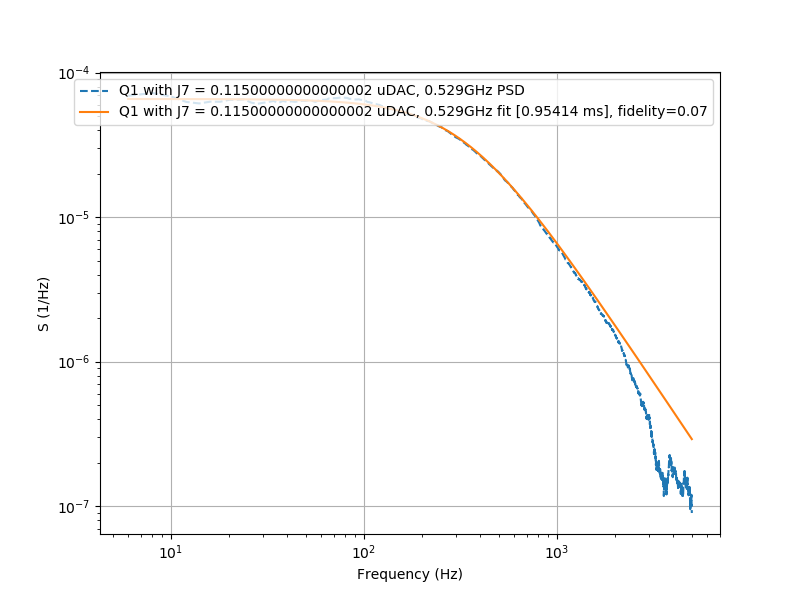 Q1 with J7 = 0.11500000000000002 uDAC, 0.529GHz PSD
Q1 with J7 = 0.11500000000000002 uDAC, 0.529GHz fit [0.95414 ms], fidelity=0.07
10⁻⁴
10⁻⁵
10⁻⁶
10⁻⁷
S (1/Hz)
10¹ 10² 10³
Frequency (Hz)